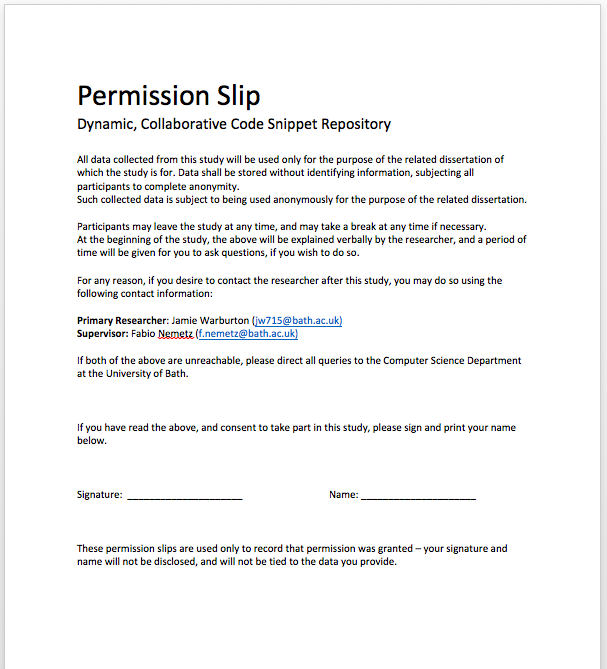 Permission Slip
Dynamic, Collaborative Code Snippet Repository
All data collected from this study will be used only for the purpose of the related dissertation of
which the study is for. Data shall be stored without identifying information, subjecting all
participants to complete anonymity.
Such collected data is subject to being used anonymously for the purpose of the related dissertation.
Participants may leave the study at any time, and may take a break at any time if necessary.
At the beginning of the study, the above will be explained verbally by the researcher, and a period of
time will be given for you to ask questions, if you wish to do so.
For any reason, if you desire to contact the researcher after this study, you may do so using the
following contact information:
Primary Researcher: Jamie Warburton (jw715@bath.ac.uk)
Supervisor: Fabio Nemetz (f.nemetz@bath.ac.uk)
If both of the above are unreachable, please direct all queries to the Computer Science Department
at the University of Bath.
If you have read the above, and consent to take part in this study, please sign and print your name
below.
Signature: _____________________ Name: _____________________
These permission slips are used only to record that permission was granted – your signature and
name will not be disclosed, and will not be tied to the data you provide.